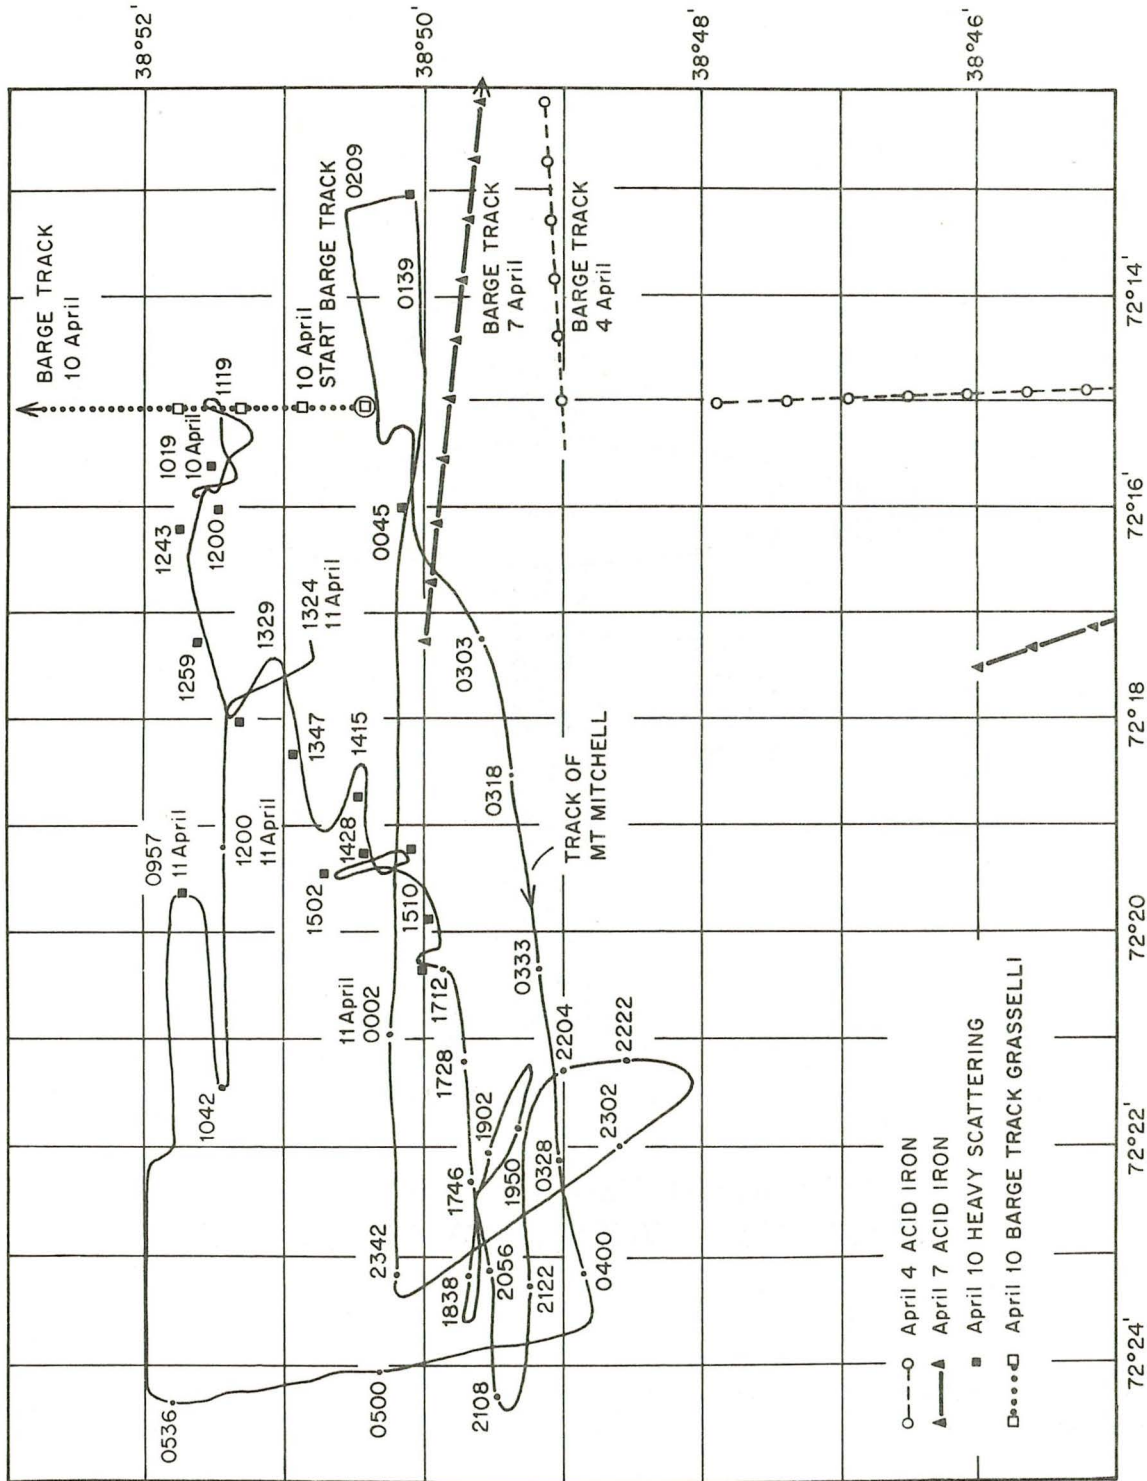 38°52'
38°50'
38°48'
38°46'
72°14'
72°16'
72°18'
72°20'
72°22'
72°24'
BARGE TRACK
10 April
10 April
START BARGE TRACK
0209
0139
BARGE TRACK
7 April
BARGE TRACK
4 April
1119
1019
10 April
1243
1200
0045
1259
1329
1324
11 April
0303
1347
1415
0318
TRACK OF
MT MITCHELL
0957
11 April
1200
11 April
1428
1502
1510
0333
11 April
0002
1712
1042
1728
2204
2222
1902
2302
1746
1950
0328
2342
1838
2056
2122
0400
0536
0500
2108
April 4 ACID IRON
April 7 ACID IRON
April 10 HEAVY SCATTERING
April 10 BARGE TRACK GRASSELLI